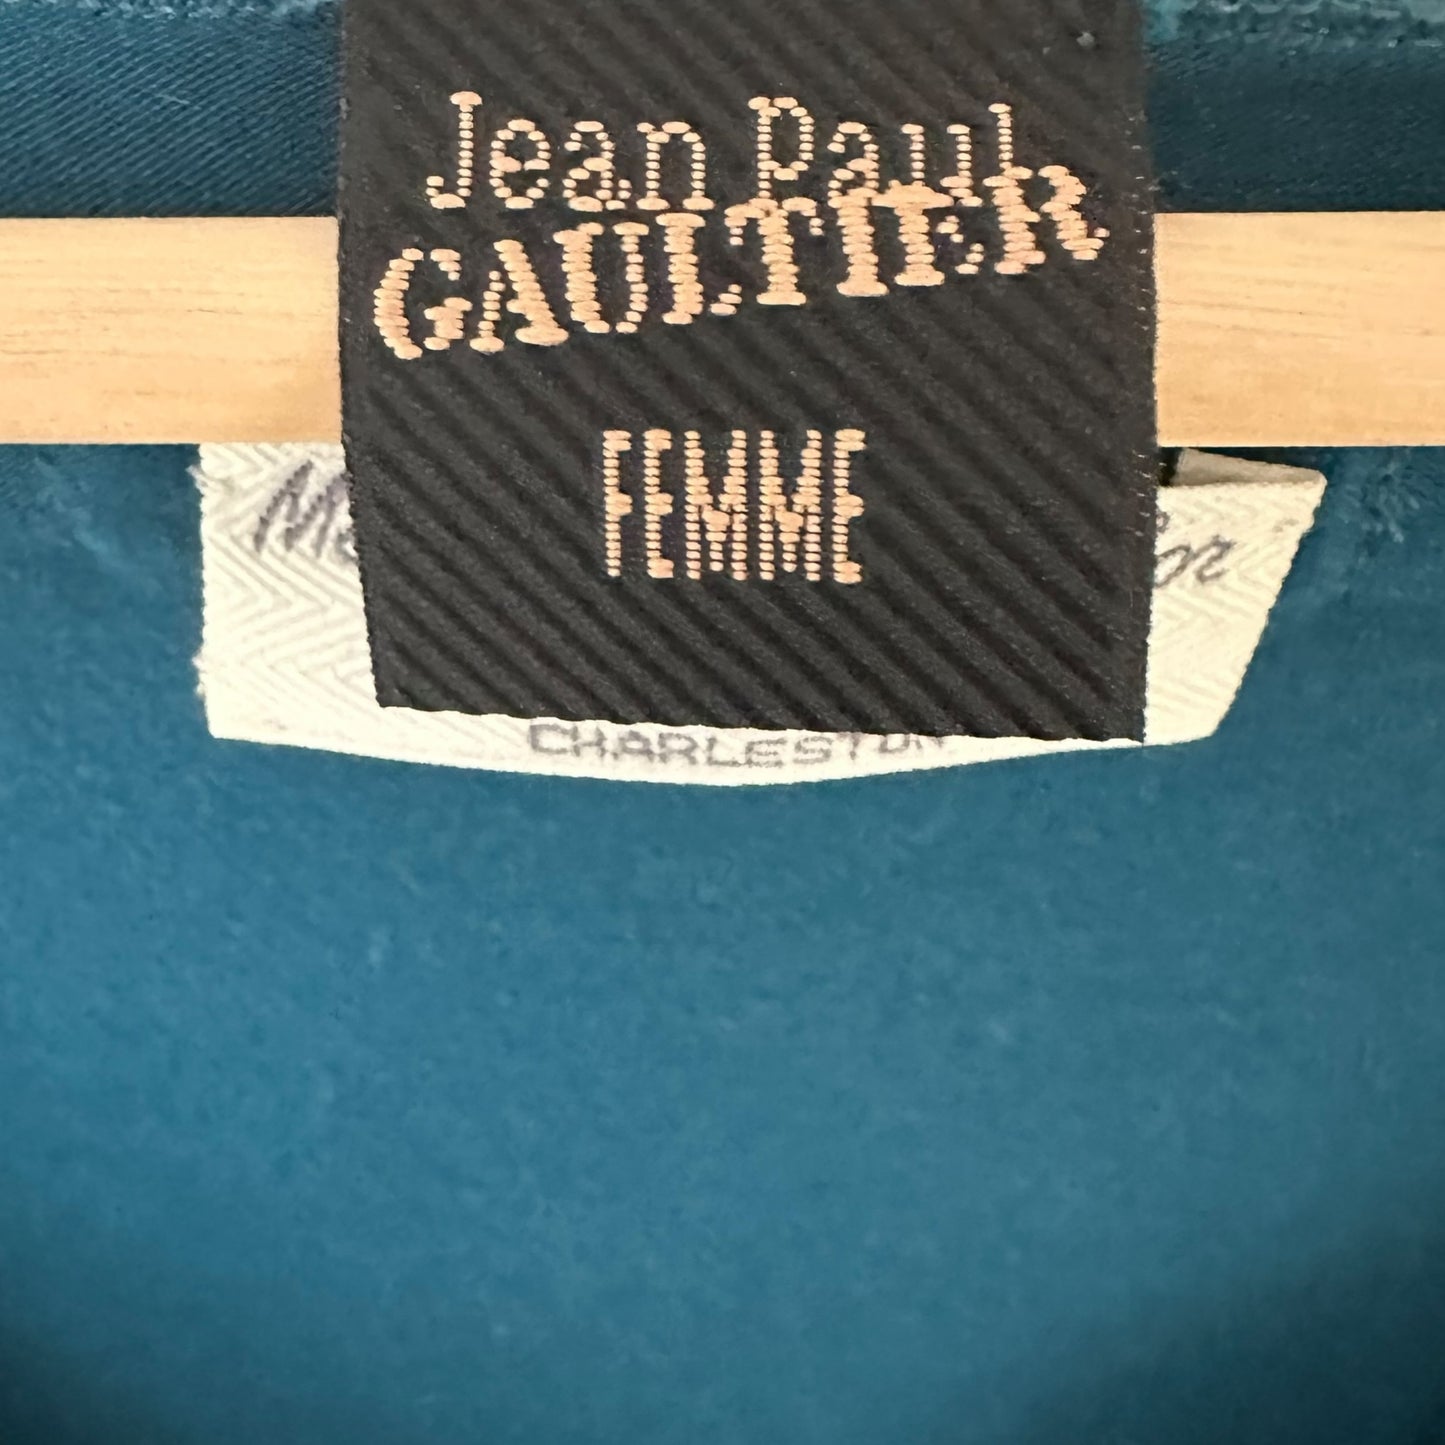 Jean Paul
GAULTIER
FEMME
CHARLESTON